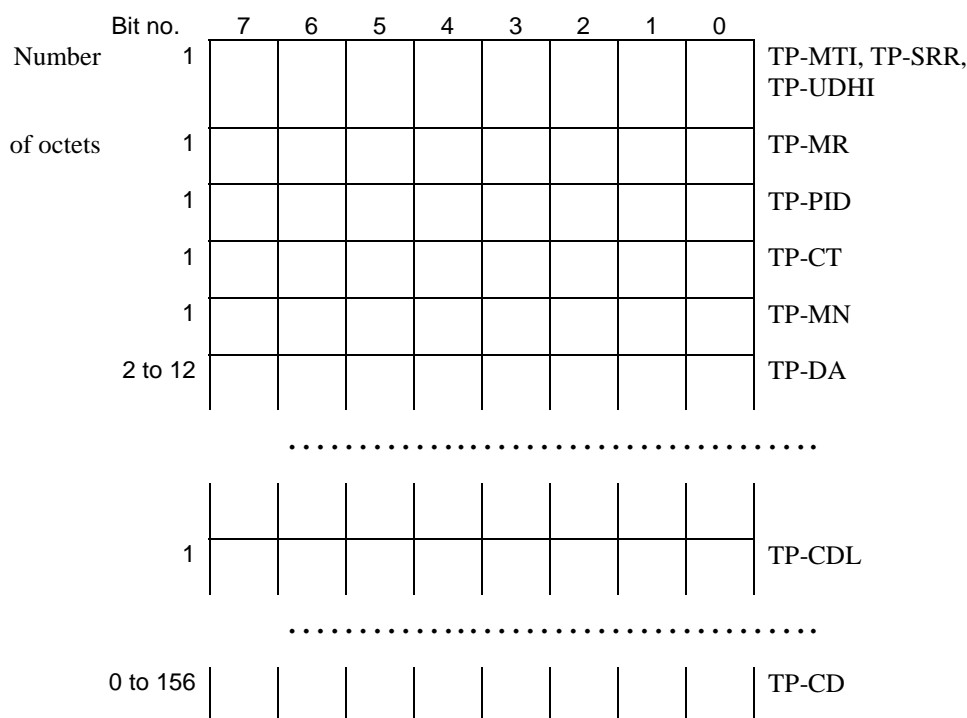 Bit no. 7 6 5 4 3 2 1 0
Number 1 TP-MTI, TP-SRR,
TP-UDHI
of octets 1 TP-MR
1 TP-PID
1 TP-CT
1 TP-MN
2 to 12 TP-DA
1 TP-CDL
0 to 156 TP-CD